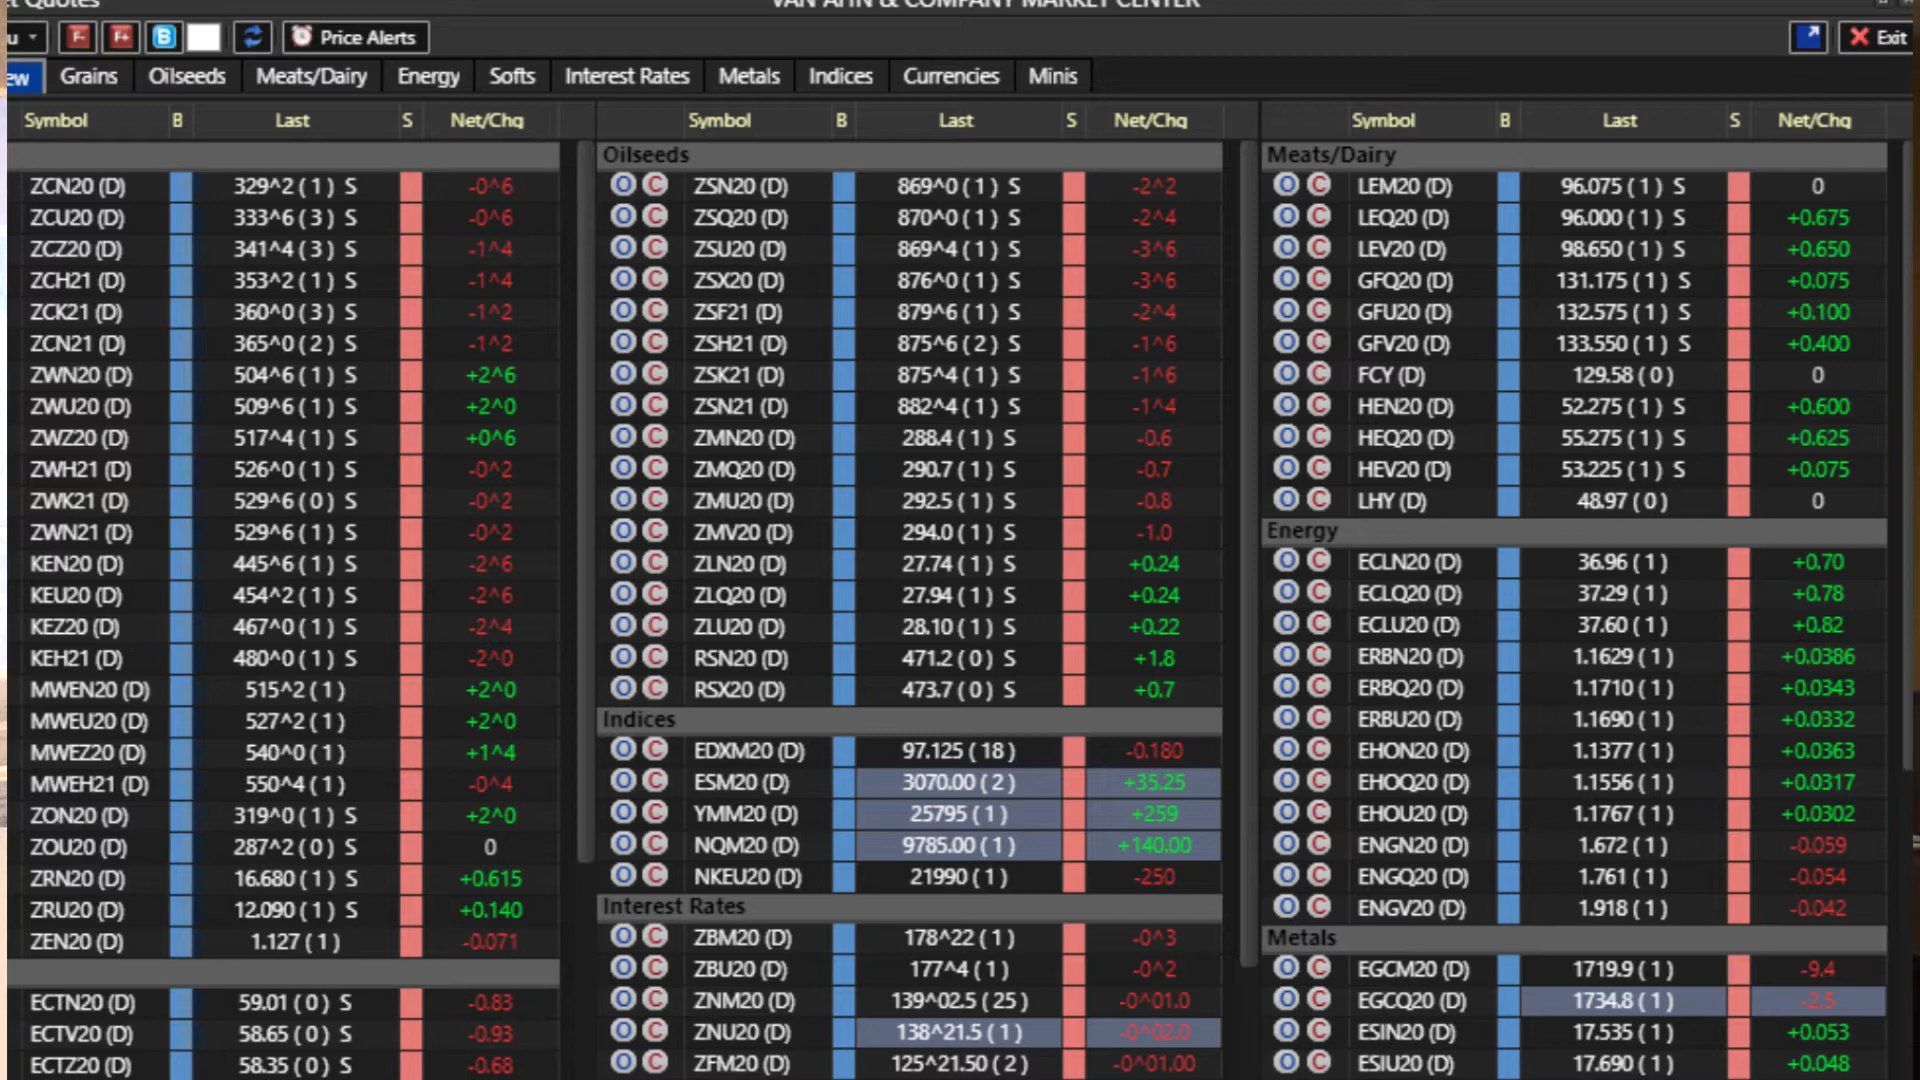 Quotes
VAN AHN & COMPANY MARKET CENTER
F- F+ B Price Alerts Exit
ew Grains Oilseeds Meats/Dairy Energy Softs Interest Rates Metals Indices Currencies Minis
Symbol B Last S Net/Chg
ZCN20 (D) 329^2 ( 1 ) S -0^6
ZCU20 (D) 333^6 ( 3 ) S -0^6
ZCZ20 (D) 341^4 ( 3 ) S -1^4
ZCH21 (D) 353^2 ( 1 ) S -1^4
ZCK21 (D) 360^0 ( 3 ) S -1^2
ZCN21 (D) 365^0 ( 2 ) S -1^2
ZWN20 (D) 504^6 ( 1 ) S +2^6
ZWU20 (D) 509^6 ( 1 ) S +2^0
ZWZ20 (D) 517^4 ( 1 ) S +0^6
ZWH21 (D) 526^0 ( 1 ) S -0^2
ZWK21 (D) 529^6 ( 0 ) S -0^2
ZWN21 (D) 529^6 ( 1 ) S -0^2
KEN20 (D) 445^6 ( 1 ) S -2^6
KEU20 (D) 454^2 ( 1 ) S -2^6
KEZ20 (D) 467^0 ( 1 ) S -2^4
KEH21 (D) 480^0 ( 1 ) S -2^0
MWEN20 (D) 515^2 ( 1 ) +2^0
MWEU20 (D) 527^2 ( 1 ) +2^0
MWEZ20 (D) 540^0 ( 1 ) +1^4
MWEH21 (D) 550^4 ( 1 ) -0^4
ZON20 (D) 319^0 ( 1 ) S +2^0
ZOU20 (D) 287^2 ( 0 ) S 0
ZRN20 (D) 16.680 ( 1 ) S +0.615
ZRU20 (D) 12.090 ( 1 ) S +0.140
ZEN20 (D) 1.127 ( 1 ) -0.071
ECTN20 (D) 59.01 ( 0 ) S -0.83
ECTV20 (D) 58.65 ( 0 ) S -0.93
ECTZ20 (D) 58.35 ( 0 ) S -0.68
Symbol B Last S Net/Chg
Oilseeds
O C ZSN20 (D) 869^0 ( 1 ) S -2^2
O C ZSQ20 (D) 870^0 ( 1 ) S -2^4
O C ZSU20 (D) 869^4 ( 1 ) S -3^6
O C ZSX20 (D) 876^0 ( 1 ) S -3^6
O C ZSF21 (D) 879^6 ( 1 ) S -2^4
O C ZSH21 (D) 875^6 ( 2 ) S -1^6
O C ZSK21 (D) 875^4 ( 1 ) S -1^6
O C ZSN21 (D) 882^4 ( 1 ) S -1^4
O C ZMN20 (D) 288.4 ( 1 ) S -0.6
O C ZMQ20 (D) 290.7 ( 1 ) S -0.7
O C ZMU20 (D) 292.5 ( 1 ) S -0.8
O C ZMV20 (D) 294.0 ( 1 ) S -1.0
O C ZLN20 (D) 27.74 ( 1 ) S +0.24
O C ZLQ20 (D) 27.94 ( 1 ) S +0.24
O C ZLU20 (D) 28.10 ( 1 ) S +0.22
O C RSN20 (D) 471.2 ( 0 ) S +1.8
O C RSX20 (D) 473.7 ( 0 ) S +0.7
Indices
O C EDXM20 (D) 97.125 ( 18 ) -0.180
O C ESM20 (D) 3070.00 ( 2 ) +35.25
O C YMM20 (D) 25795 ( 1 ) +259
O C NQM20 (D) 9785.00 ( 1 ) +140.00
O C NKEU20 (D) 21990 ( 1 ) -250
Interest Rates
O C ZBM20 (D) 178^22 ( 1 ) -0^3
O C ZBU20 (D) 177^4 ( 1 ) -0^2
O C ZNM20 (D) 139^02.5 ( 25 ) -0^01.0
O C ZNU20 (D) 138^21.5 ( 1 ) -0^02.0
O C ZFM20 (D) 125^21.50 ( 2 ) -0^01.00
Symbol B Last S Net/Chg
Meats/Dairy
O C LEM20 (D) 96.075 ( 1 ) S 0
O C LEQ20 (D) 96.000 ( 1 ) S +0.675
O C LEV20 (D) 98.650 ( 1 ) S +0.650
O C GFQ20 (D) 131.175 ( 1 ) S +0.075
O C GFU20 (D) 132.575 ( 1 ) S +0.100
O C GFV20 (D) 133.550 ( 1 ) S +0.400
O C FCY (D) 129.58 ( 0 ) 0
O C HEN20 (D) 52.275 ( 1 ) S +0.600
O C HEQ20 (D) 55.275 ( 1 ) S +0.625
O C HEV20 (D) 53.225 ( 1 ) S +0.075
O C LHY (D) 48.97 ( 0 ) 0
Energy
O C ECLN20 (D) 36.96 ( 1 ) +0.70
O C ECLQ20 (D) 37.29 ( 1 ) +0.78
O C ECLU20 (D) 37.60 ( 1 ) +0.82
O C ERBN20 (D) 1.1629 ( 1 ) +0.0386
O C ERBQ20 (D) 1.1710 ( 1 ) +0.0343
O C ERBU20 (D) 1.1690 ( 1 ) +0.0332
O C EHON20 (D) 1.1377 ( 1 ) +0.0363
O C EHOQ20 (D) 1.1556 ( 1 ) +0.0317
O C EHOU20 (D) 1.1767 ( 1 ) +0.0302
O C ENGN20 (D) 1.672 ( 1 ) -0.059
O C ENGQ20 (D) 1.761 ( 1 ) -0.054
O C ENGV20 (D) 1.918 ( 1 ) -0.042
Metals
O C EGCM20 (D) 1719.9 ( 1 ) -9.4
O C EGCQ20 (D) 1734.8 ( 1 ) -2.5
O C ESIN20 (D) 17.535 ( 1 ) +0.053
O C ESIU20 (D) 17.690 ( 1 ) +0.048